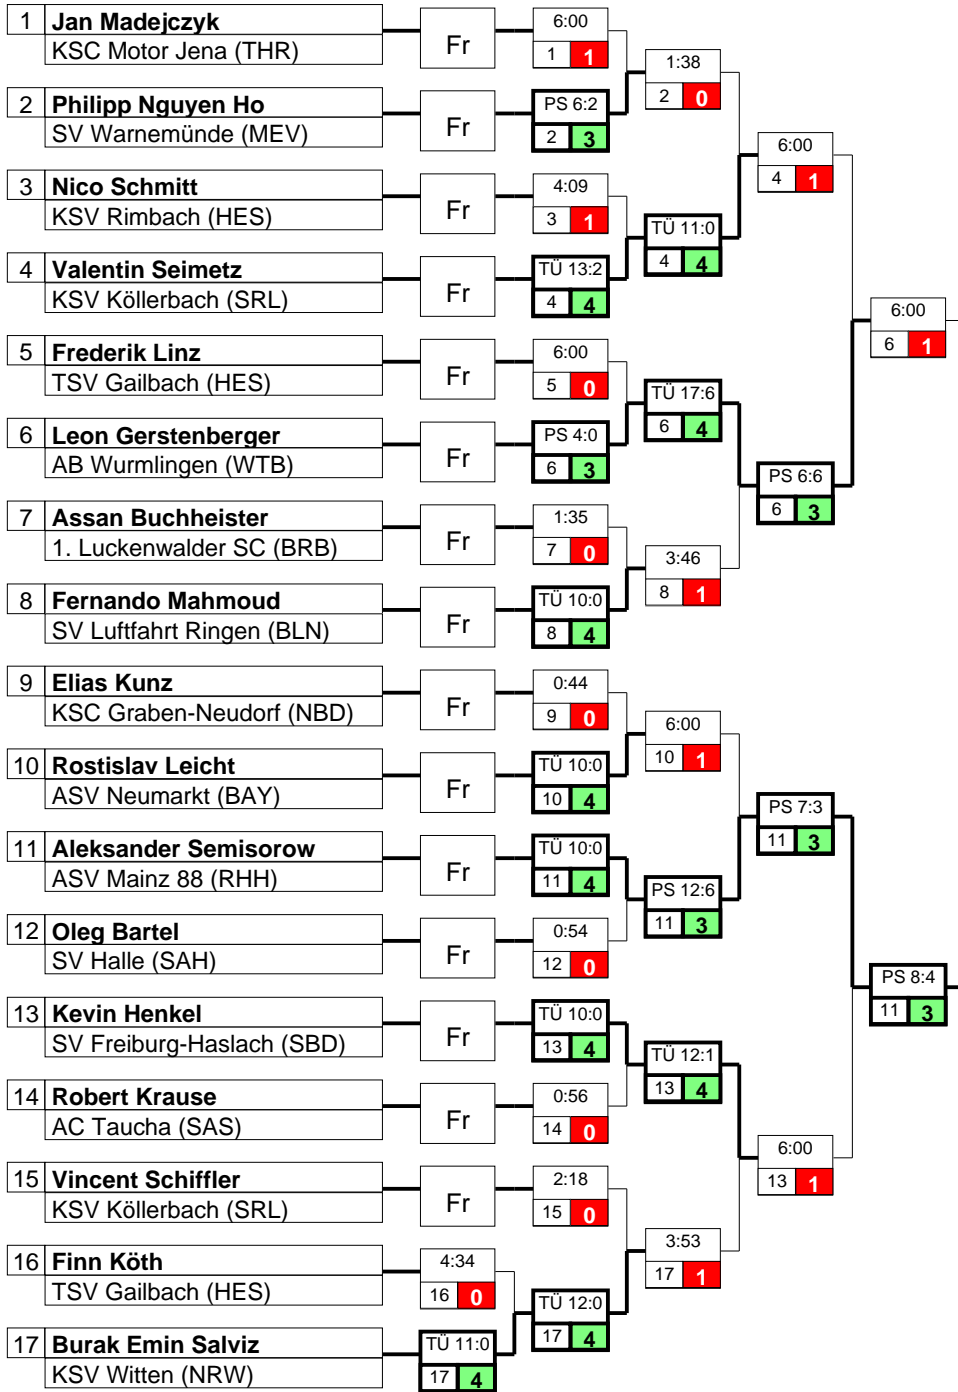 1 Jan Madejczyk
KSC Motor Jena (THR)
Fr
6:00
1 1
1:38
2 0
2 Philipp Nguyen Ho
SV Warnemünde (MEV)
Fr
PS 6:2
2 3
6:00
4 1
3 Nico Schmitt
KSV Rimbach (HES)
Fr
4:09
3 1
TÜ 11:0
4 4
4 Valentin Seimetz
KSV Köllerbach (SRL)
Fr
TÜ 13:2
4 4
6:00
6 1
5 Frederik Linz
TSV Gailbach (HES)
Fr
6:00
5 0
TÜ 17:6
6 4
6 Leon Gerstenberger
AB Wurmlingen (WTB)
Fr
PS 4:0
6 3
PS 6:6
6 3
7 Assan Buchheister
1. Luckenwalder SC (BRB)
Fr
1:35
7 0
3:46
8 1
8 Fernando Mahmoud
SV Luftfahrt Ringen (BLN)
Fr
TÜ 10:0
8 4
9 Elias Kunz
KSC Graben-Neudorf (NBD)
Fr
0:44
9 0
6:00
10 1
10 Rostislav Leicht
ASV Neumarkt (BAY)
Fr
TÜ 10:0
10 4
PS 7:3
11 3
11 Aleksander Semisorow
ASV Mainz 88 (RHH)
Fr
TÜ 10:0
11 4
PS 12:6
11 3
12 Oleg Bartel
SV Halle (SAH)
Fr
0:54
12 0
PS 8:4
11 3
13 Kevin Henkel
SV Freiburg-Haslach (SBD)
Fr
TÜ 10:0
13 4
TÜ 12:1
13 4
14 Robert Krause
AC Taucha (SAS)
Fr
0:56
14 0
6:00
13 1
15 Vincent Schiffler
KSV Köllerbach (SRL)
Fr
2:18
15 0
3:53
17 1
16 Finn Köth
TSV Gailbach (HES)
4:34
16 0
TÜ 12:0
17 4
17 Burak Emin Salviz
KSV Witten (NRW)
TÜ 11:0
17 4